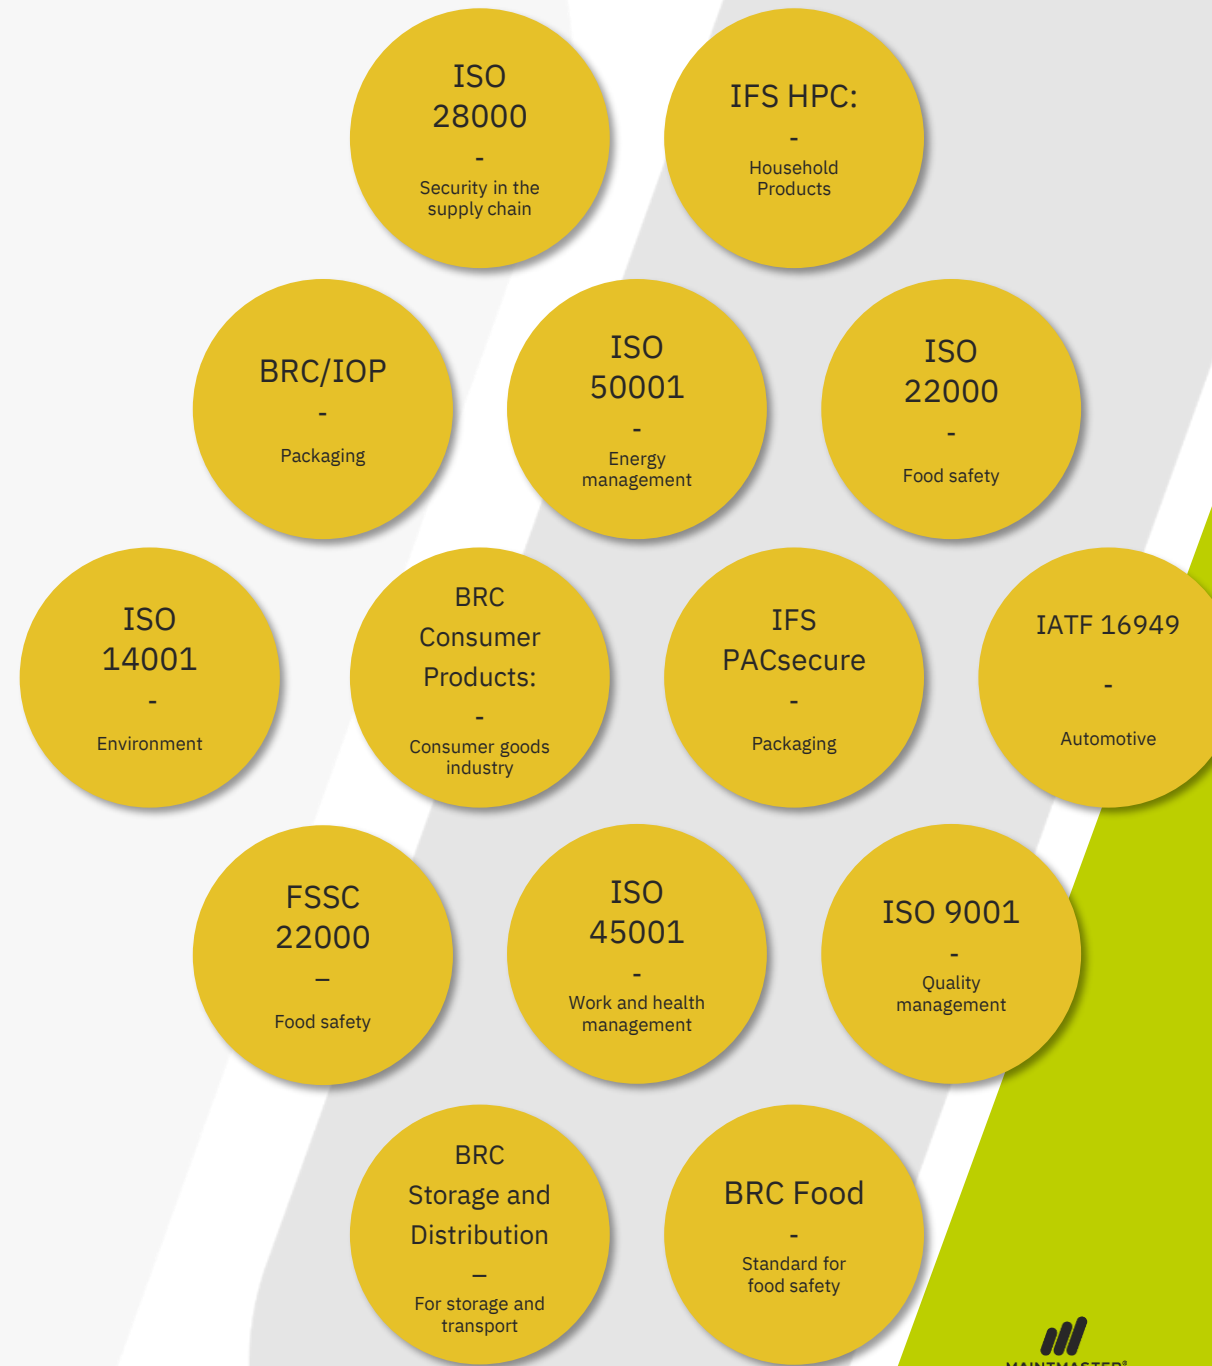 ISO
28000
-
Security in the
supply chain
IFS HPC:
-
Household
Products
BRC/IOP
-
Packaging
ISO
50001
-
Energy
management
ISO
22000
-
Food safety
ISO
14001
-
Environment
BRC
Consumer
Products:
-
Consumer goods
industry
IFS
PACsecure
-
Packaging
IATF 16949
-
Automotive
FSSC
22000
–
Food safety
ISO
45001
-
Work and health
management
ISO 9001
-
Quality
management
BRC
Storage and
Distribution
–
For storage and
transport
BRC Food
-
Standard for
food safety
MAINTMASTER®